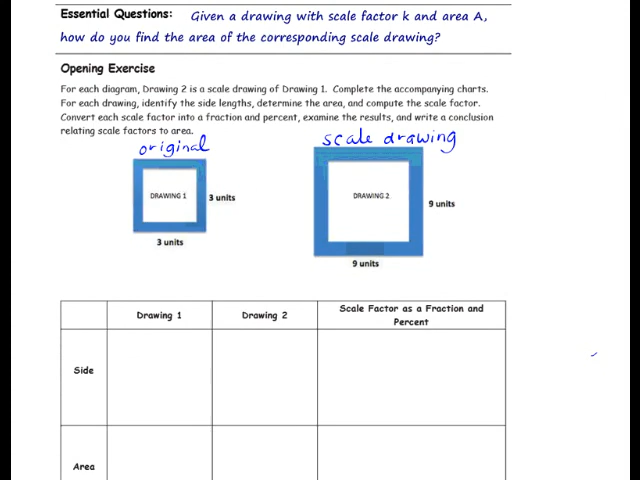 Essential Questions: Given a drawing with scale factor k and area A,
how do you find the area of the corresponding scale drawing?
Opening Exercise
For each diagram, Drawing 2 is a scale drawing of Drawing 1. Complete the accompanying charts.
For each drawing, identify the side lengths, determine the area, and compute the scale factor.
Convert each scale factor into a fraction and percent, examine the results, and write a conclusion
relating scale factors to area.
original
scale drawing
DRAWING 1
3 units
3 units
DRAWING 2
9 units
9 units
Drawing 1
Drawing 2
Scale Factor as a Fraction and
Percent
Side
Area